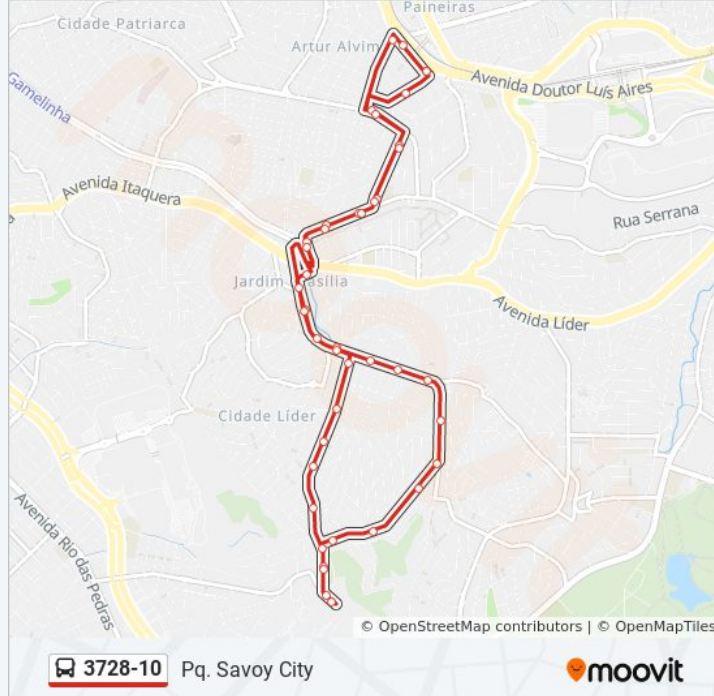 Paineiras
Cidade Patriarca
Artur Alvim
Gamelinha
Avenida Doutor Luís Aires
Avenida Itaquera
Rua Serrana
Jardim Brasília
Avenida Líder
Cidade Líder
Avenida Rio das Pedras
© OpenStreetMap contributors | © OpenMapTiles
3728-10 Pq. Savoy City
moovit